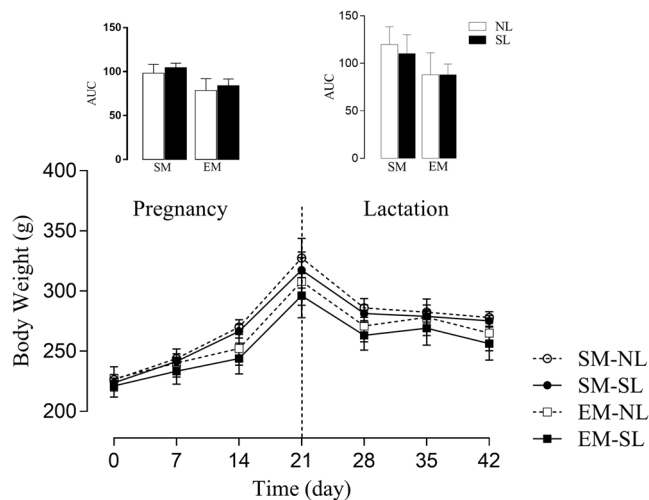 150
100
50
0
AUC
SM
EM
150
100
50
0
AUC
SM
EM
NL
SL
400
350
300
250
200
Body Weight (g)
Pregnancy
Lactation
0
7
14
21
28
35
42
Time (day)
SM-NL
SM-SL
EM-NL
EM-SL